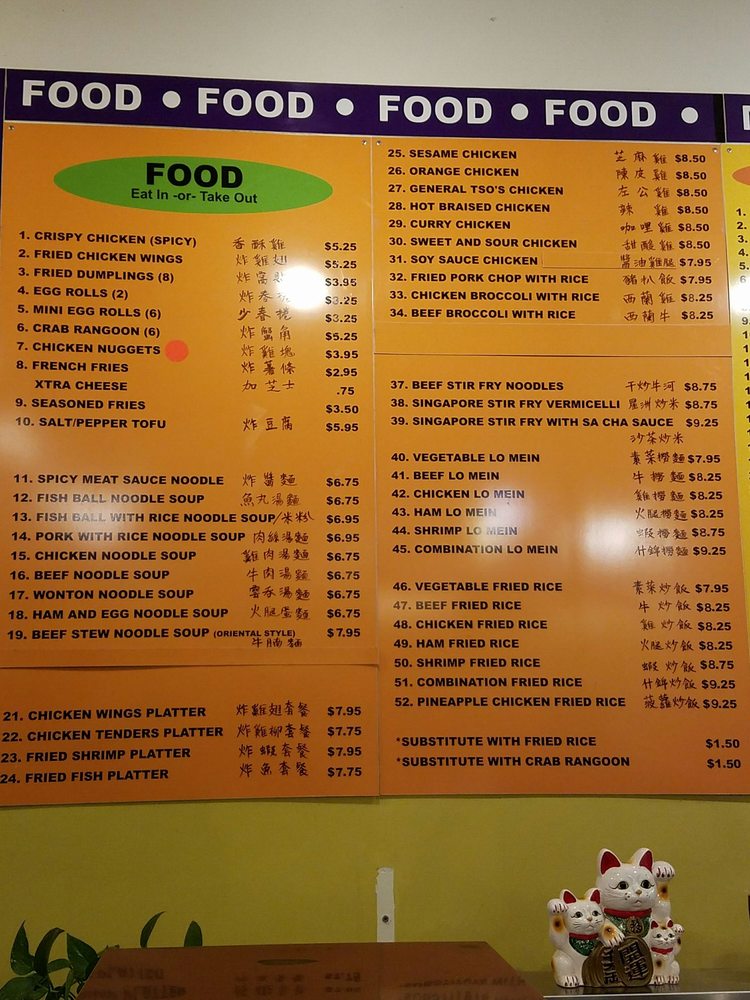 FOOD • FOOD • FOOD • FOOD •
FOOD
Eat In -or- Take Out
1. CRISPY CHICKEN (SPICY) 香酥雞 $5.25
2. FRIED CHICKEN WINGS 炸雞翅 $5.25
3. FRIED DUMPLINGS (8) 炸窩貼 $3.95
4. EGG ROLLS (2) 炸春捲 $3.25
5. MINI EGG ROLLS (6) 少春捲 $3.25
6. CRAB RANGOON (6) 炸蟹角 $5.25
7. CHICKEN NUGGETS 炸雞塊 $3.95
8. FRENCH FRIES 炸薯條 $2.95
XTRA CHEESE 加芝士 .75
9. SEASONED FRIES $3.50
10. SALT/PEPPER TOFU 炸豆腐 $5.95
11. SPICY MEAT SAUCE NOODLE 炸醬麵 $6.75
12. FISH BALL NOODLE SOUP 魚丸湯麵 $6.75
13. FISH BALL WITH RICE NOODLE SOUP/米粉 $6.95
14. PORK WITH RICE NOODLE SOUP 肉絲湯麵 $6.95
15. CHICKEN NOODLE SOUP 雞肉湯麵 $6.75
16. BEEF NOODLE SOUP 牛肉湯麵 $6.75
17. WONTON NOODLE SOUP 雲吞湯麵 $6.75
18. HAM AND EGG NOODLE SOUP 火腿蛋麵 $6.75
19. BEEF STEW NOODLE SOUP (ORIENTAL STYLE) $7.95
牛腩麵
21. CHICKEN WINGS PLATTER 炸雞翅套餐 $7.95
22. CHICKEN TENDERS PLATTER 炸雞柳套餐 $7.75
23. FRIED SHRIMP PLATTER 炸蝦套餐 $7.95
24. FRIED FISH PLATTER 炸魚套餐 $7.75
25. SESAME CHICKEN 芝麻雞 $8.50
26. ORANGE CHICKEN 陳皮雞 $8.50
27. GENERAL TSO'S CHICKEN 左公雞 $8.50
28. HOT BRAISED CHICKEN 辣雞 $8.50
29. CURRY CHICKEN 咖哩雞 $8.50
30. SWEET AND SOUR CHICKEN 甜酸雞 $8.50
31. SOY SAUCE CHICKEN 醬油雞腿 $7.95
32. FRIED PORK CHOP WITH RICE 豬扒飯 $7.95
33. CHICKEN BROCCOLI WITH RICE 西蘭雞 $8.25
34. BEEF BROCCOLI WITH RICE 西蘭牛 $8.25
37. BEEF STIR FRY NOODLES 干炒牛河 $8.75
38. SINGAPORE STIR FRY VERMICELLI 星洲炒米 $8.75
39. SINGAPORE STIR FRY WITH SA CHA SAUCE $9.25
沙茶炒米
40. VEGETABLE LO MEIN 素菜撈麵 $7.95
41. BEEF LO MEIN 牛撈麵 $8.25
42. CHICKEN LO MEIN 雞撈麵 $8.25
43. HAM LO MEIN 火腿撈麵 $8.25
44. SHRIMP LO MEIN 蝦撈麵 $8.75
45. COMBINATION LO MEIN 什錦撈麵 $9.25
46. VEGETABLE FRIED RICE 素菜炒飯 $7.95
47. BEEF FRIED RICE 牛炒飯 $8.25
48. CHICKEN FRIED RICE 雞炒飯 $8.25
49. HAM FRIED RICE 火腿炒飯 $8.25
50. SHRIMP FRIED RICE 蝦炒飯 $8.75
51. COMBINATION FRIED RICE 什錦炒飯 $9.25
52. PINEAPPLE CHICKEN FRIED RICE 菠蘿炒飯 $9.25
*SUBSTITUTE WITH FRIED RICE $1.50
*SUBSTITUTE WITH CRAB RANGOON $1.50